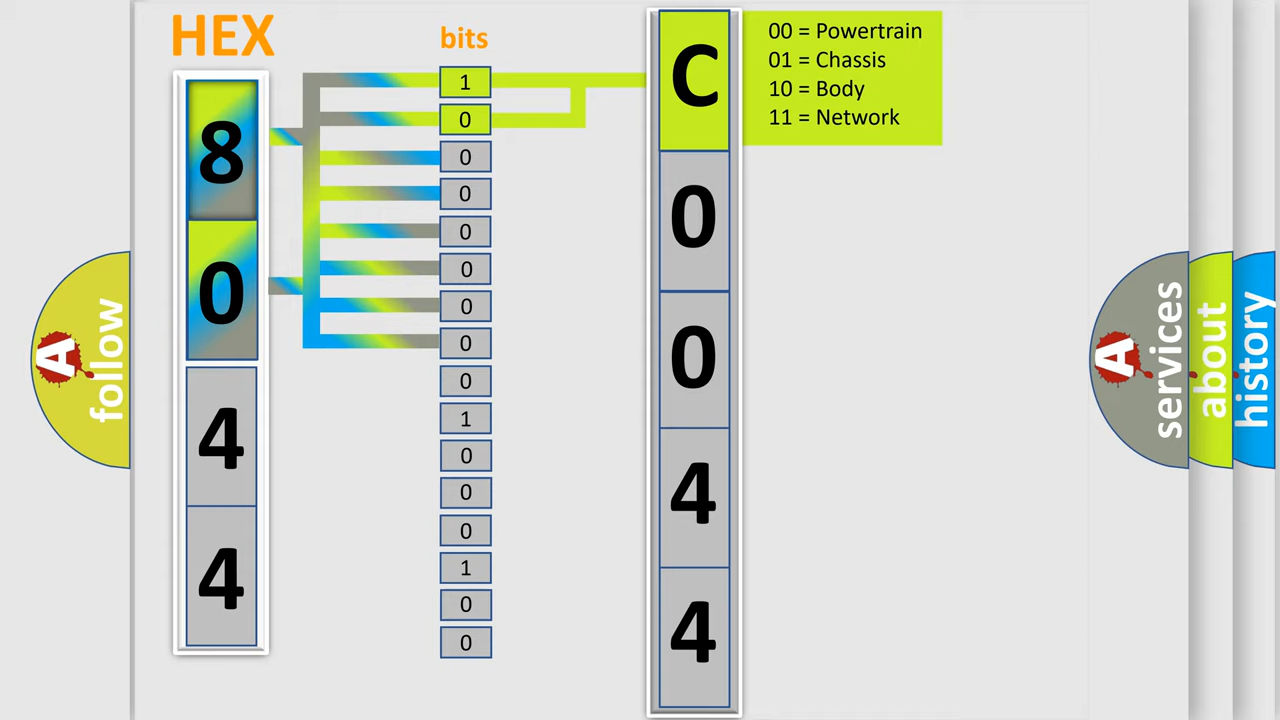 HEX
8
0
4
4
bits
1
0
0
0
0
0
0
0
0
1
0
0
0
1
0
0
C
0
0
4
4
00 = Powertrain
01 = Chassis
10 = Body
11 = Network
A
follow
A
services
about
history